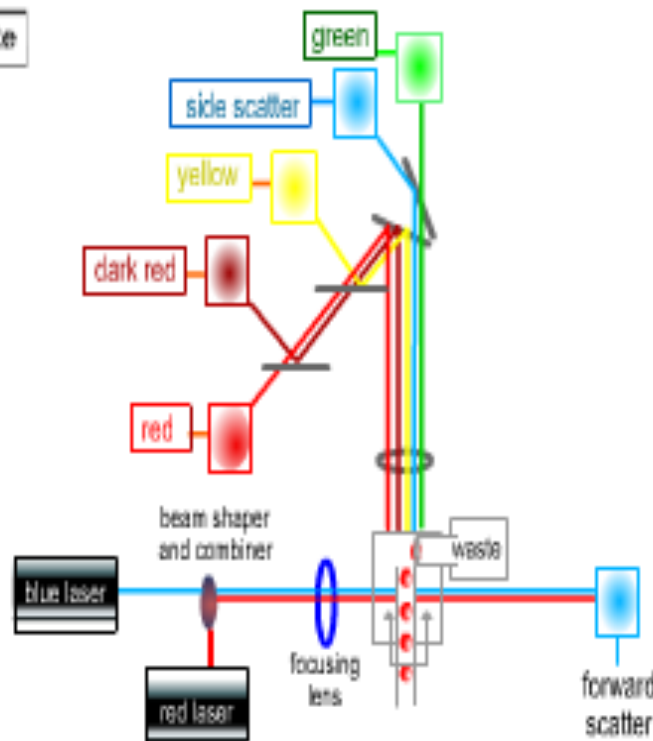 green
side scatter
yellow
dark red
red
beam shaper
and combiner
waste
blue laser
focusing
lens
red laser
forward
scatter